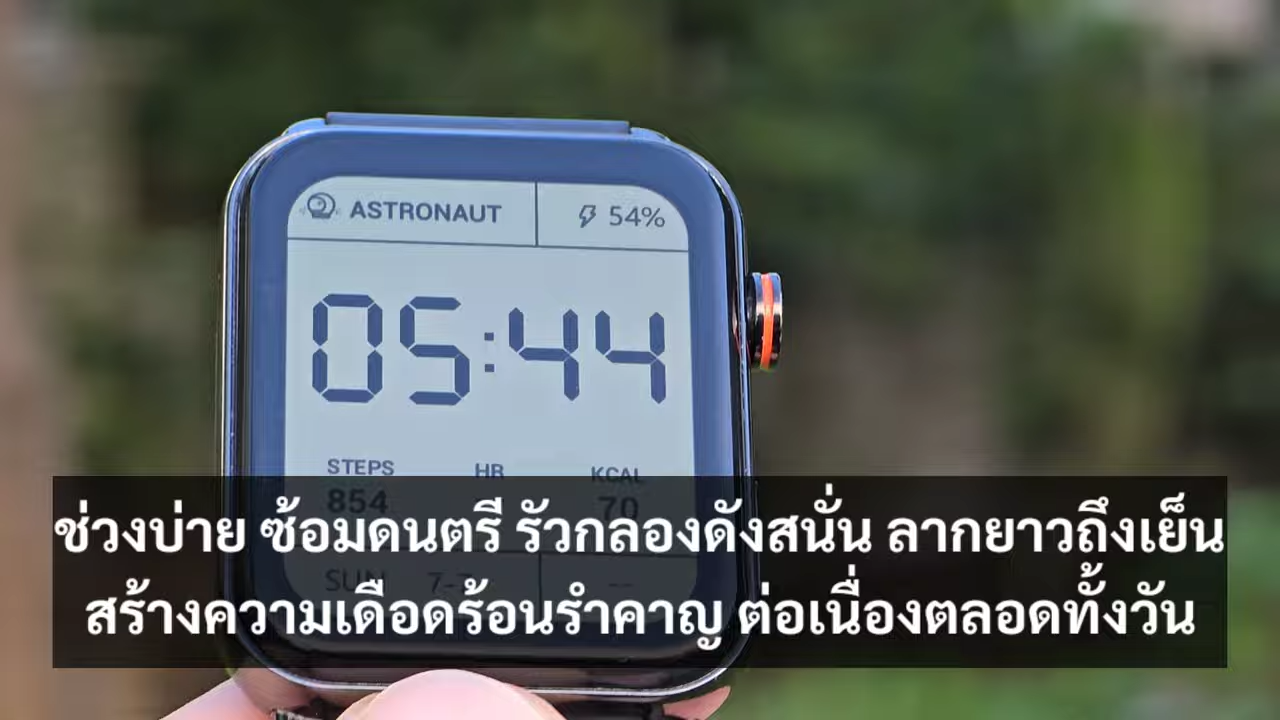 ASTRONAUT
54%
05:44
STEPS HR KCAL
854 70
ช่วงบ่าย ซ้อมดนตรี รัวกลองดังสนั่น ลากยาวถึงเย็น
SUN
สร้างความเดือดร้อนรำคาญ ต่อเนื่องตลอดทั้งวัน